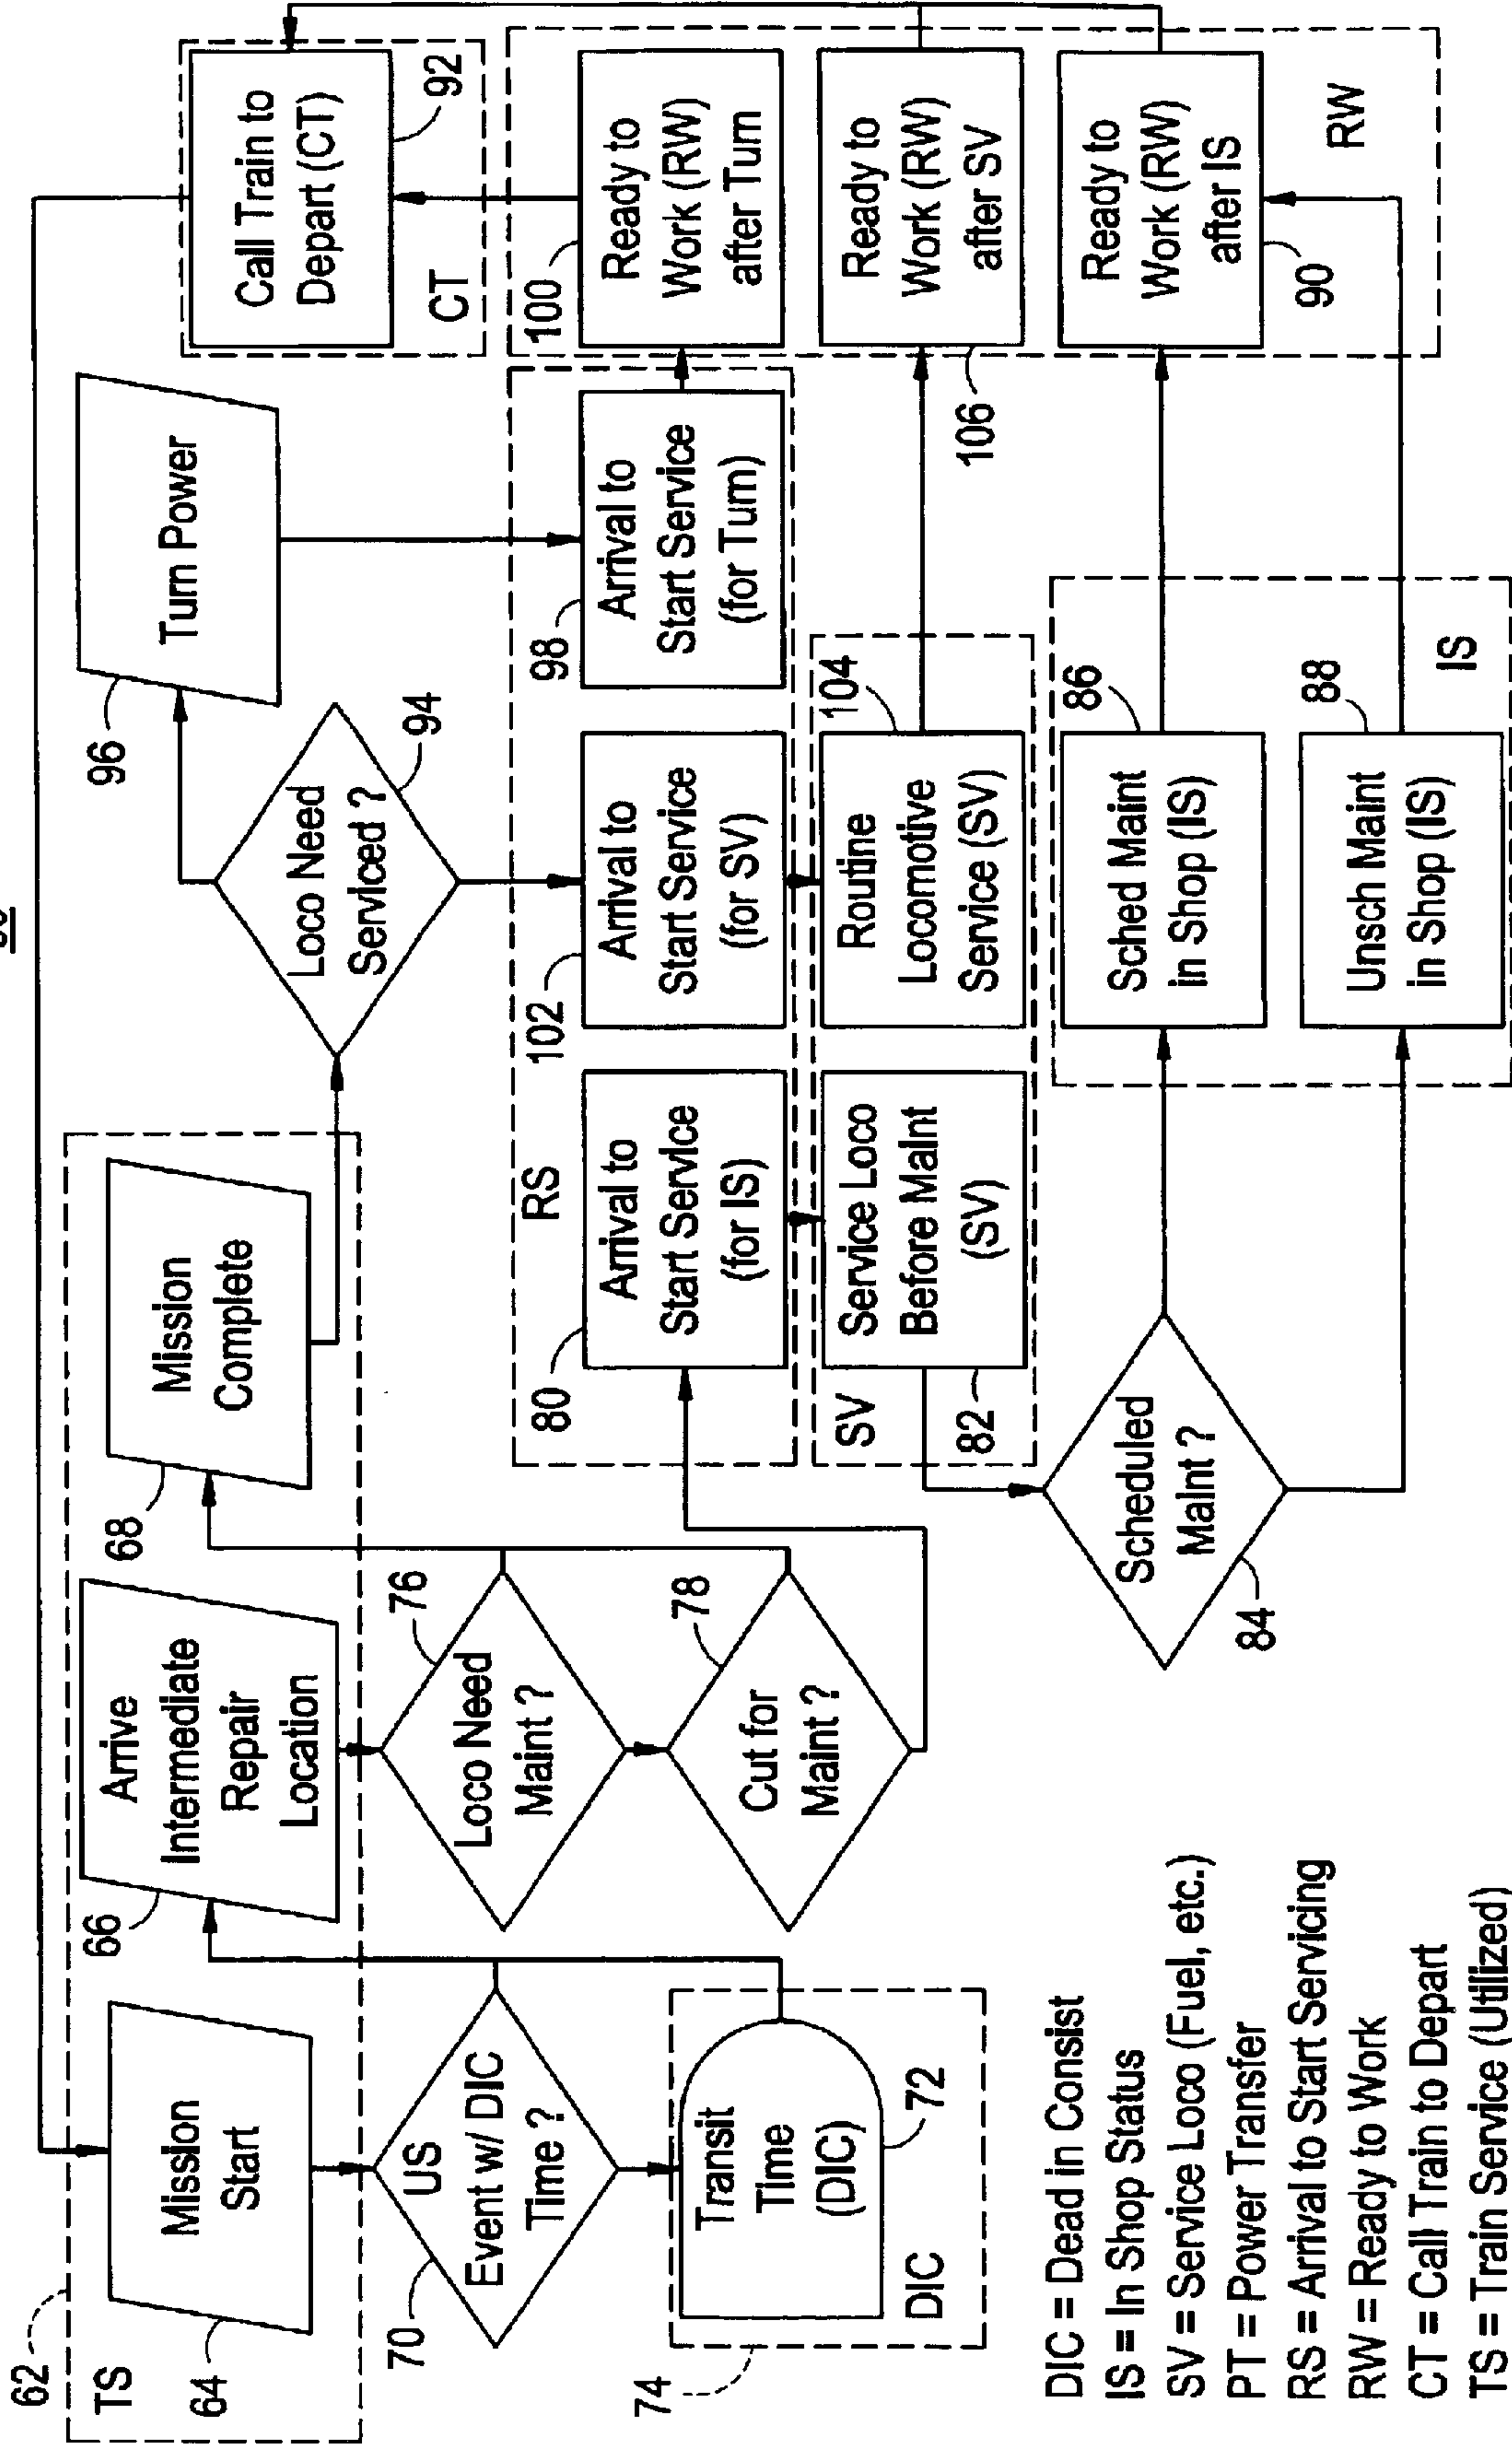 62
TS
64
Mission
Start
66
Arrive
Intermediate
Repair
Location
68
Mission
Complete
96
Turn Power
Call Train to
Depart (CT)
92
CT
70
US
Event w/ DIC
Time ?
76
Loco Need
Maint ?
94
Loco Need
Serviced ?
74
Transit
Time
(DIC)
72
DIC
78
Cut for
Maint ?
RS
80
Arrival to
Start Service
(for IS)
102
Arrival to
Start Service
(for SV)
98
Arrival to
Start Service
(for Turn)
100
Ready to
Work (RW)
after Turn
SV
82
Service Loco
Before Maint
(SV)
104
Routine
Locomotive
Service (SV)
106
Ready to
Work (RW)
after SV
84
Scheduled
Maint ?
86
Sched Maint
in Shop (IS)
88
Unsch Maint
in Shop (IS)
IS
Ready to
Work (RW)
after IS
90
RW
DIC = Dead in Consist
IS = In Shop Status
SV = Service Loco (Fuel, etc.)
PT = Power Transfer
RS = Arrival to Start Servicing
RW = Ready to Work
CT = Call Train to Depart
TS = Train Service (Utilized)